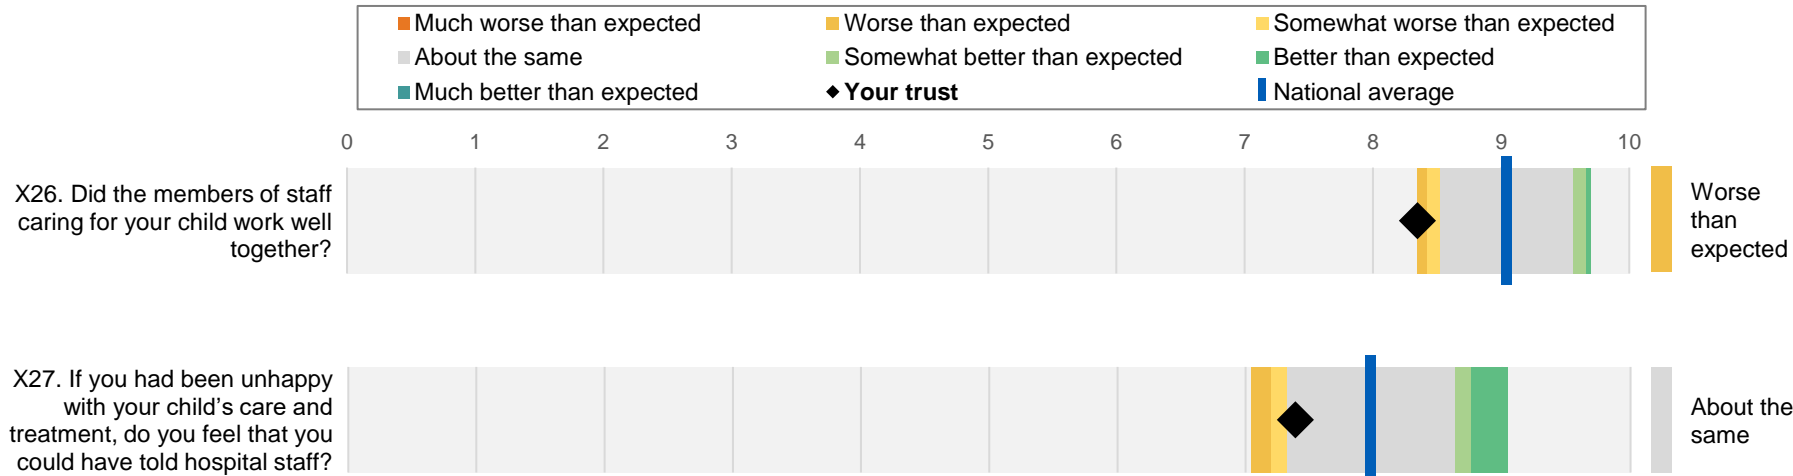 Much worse than expected
Worse than expected
Somewhat worse than expected
About the same
Somewhat better than expected
Better than expected
Much better than expected
Your trust
National average
0 1 2 3 4 5 6 7 8 9 10
X26. Did the members of staff
caring for your child work well
together?
Worse
than
expected
X27. If you had been unhappy
with your child’s care and
treatment, do you feel that you
could have told hospital staff?
About the
same